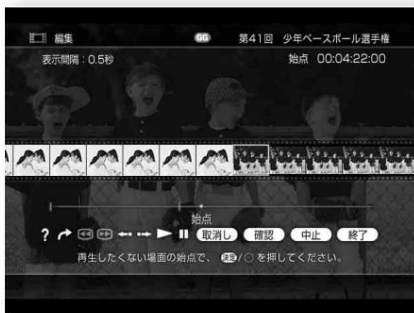 編集 GG 第41回 少年ベースボール選手権
表示間隔：0.5秒 始点 00:04:22:00
始点
? 取消し 確認 中止 終了
再生したくない場面の始点で、決定/○を押してください。